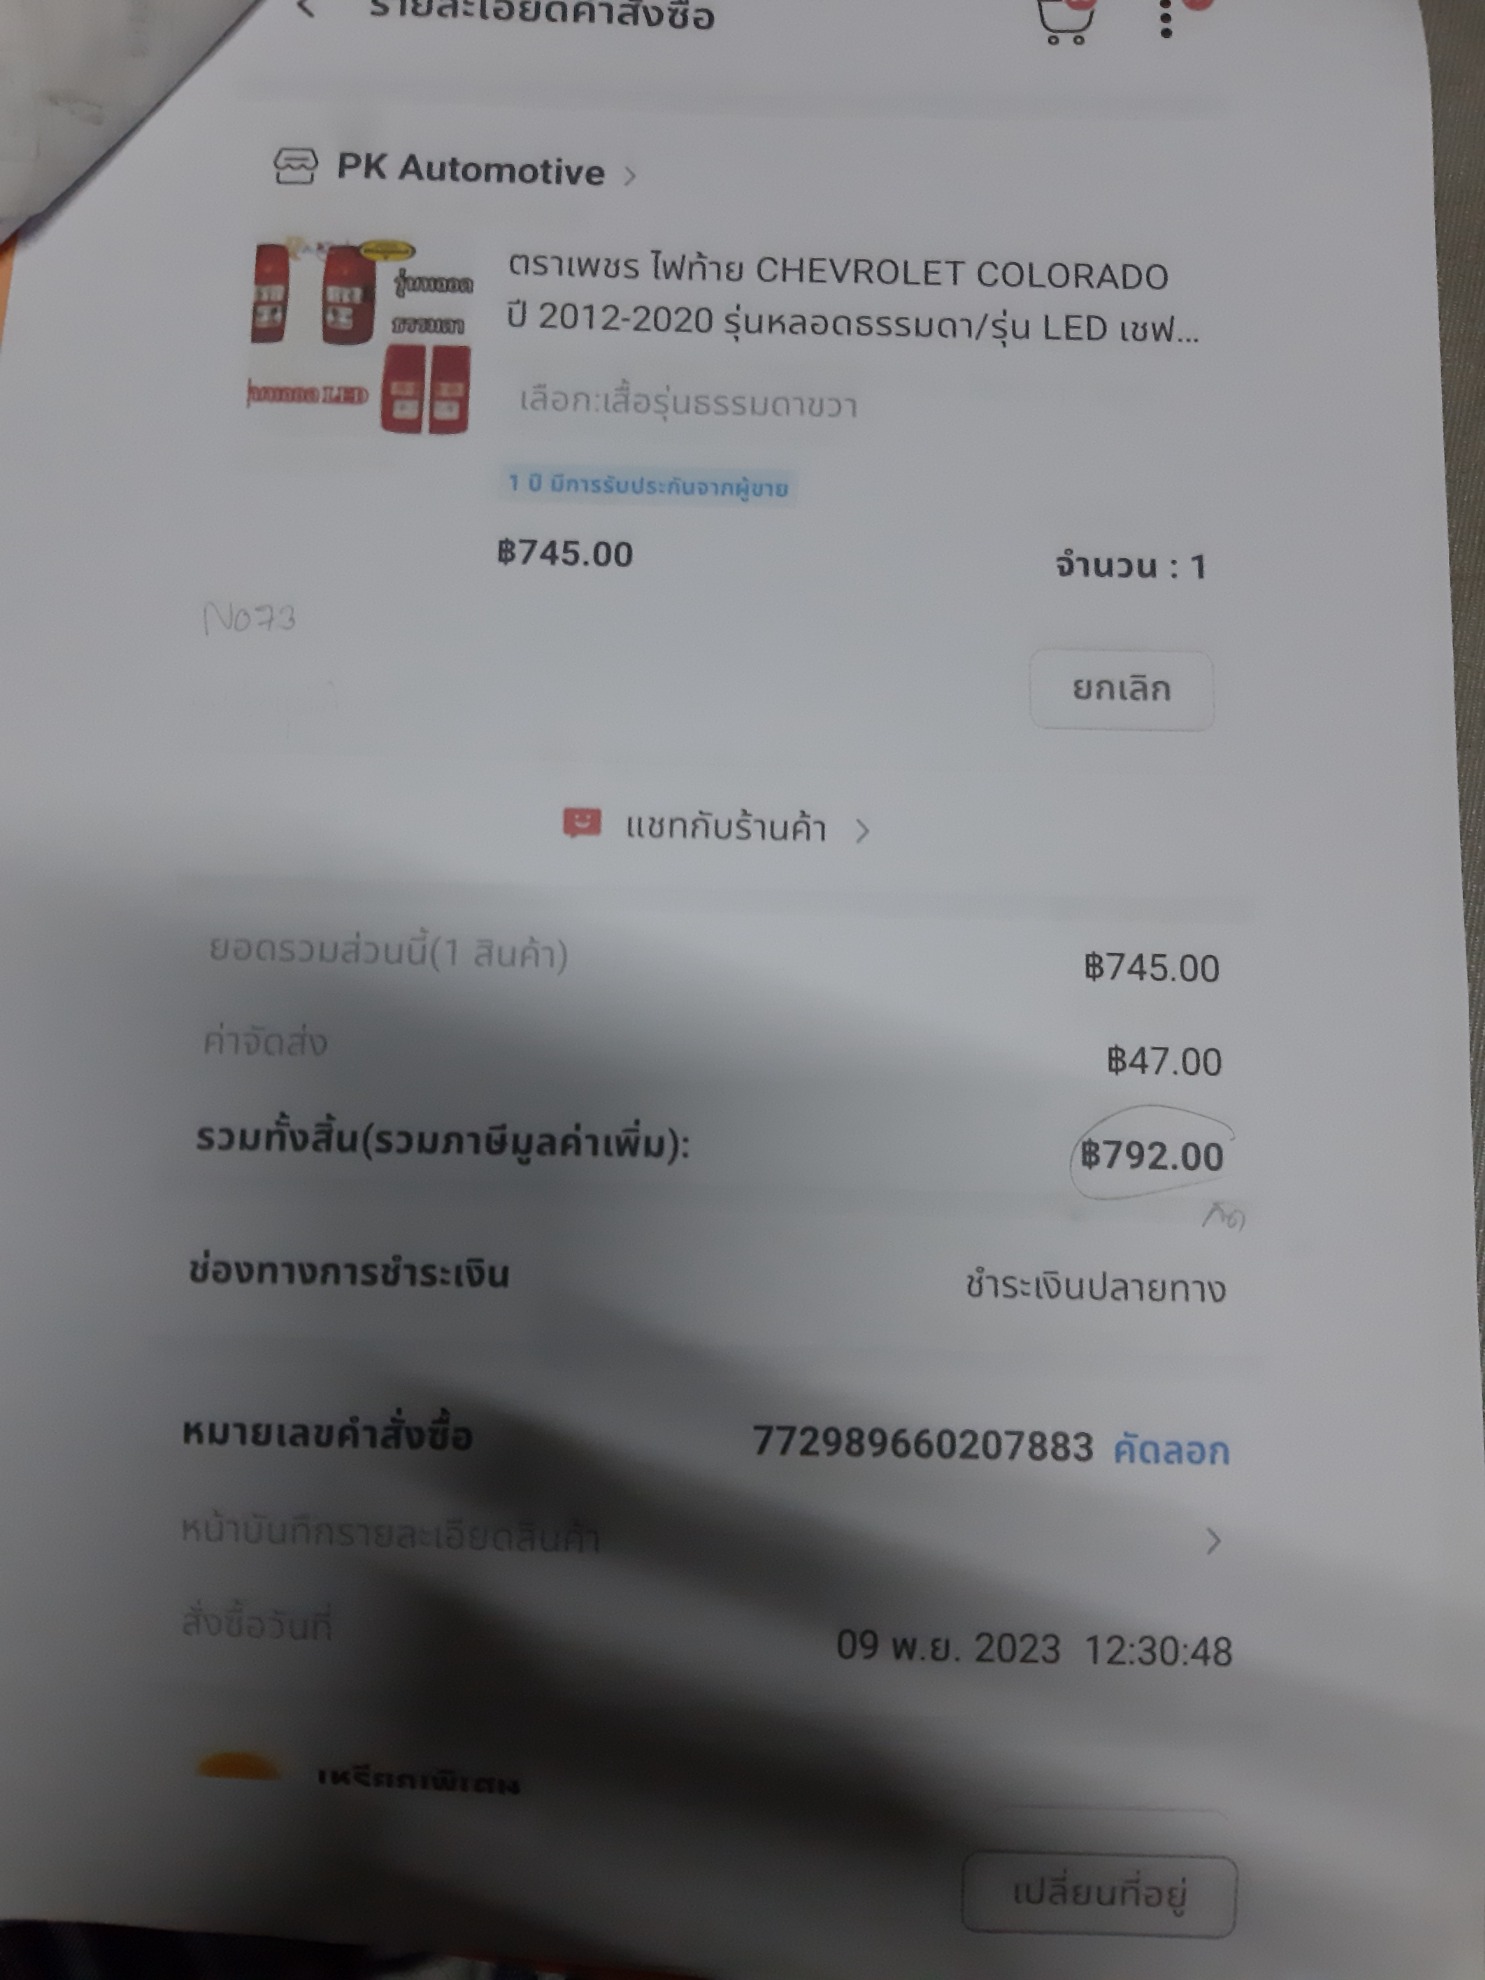 รายละเอียดคำสั่งซื้อ
PK Automotive
ตราเพชร ไฟท้าย CHEVROLET COLORADO
ปี 2012-2020 รุ่นหลอดธรรมดา/รุ่น LED เชฟ...
รุ่นหลอด
ธรรมดา
LED
เลือก:เสื้อรุ่นธรรมดาขวา
1 ปี มีการรับประกันจากผู้ขาย
฿745.00 จำนวน : 1
No73
ยกเลิก
แชทกับร้านค้า
ยอดรวมส่วนนี้(1 สินค้า) ฿745.00
ค่าจัดส่ง ฿47.00
รวมทั้งสิ้น(รวมภาษีมูลค่าเพิ่ม): ฿792.00
ช่องทางการชำระเงิน ชำระเงินปลายทาง
หมายเลขคำสั่งซื้อ 772989660207883 คัดลอก
หน้าบันทึกรายละเอียดสินค้า
สั่งซื้อวันที่ 09 พ.ย. 2023 12:30:48
เปลี่ยนที่อยู่